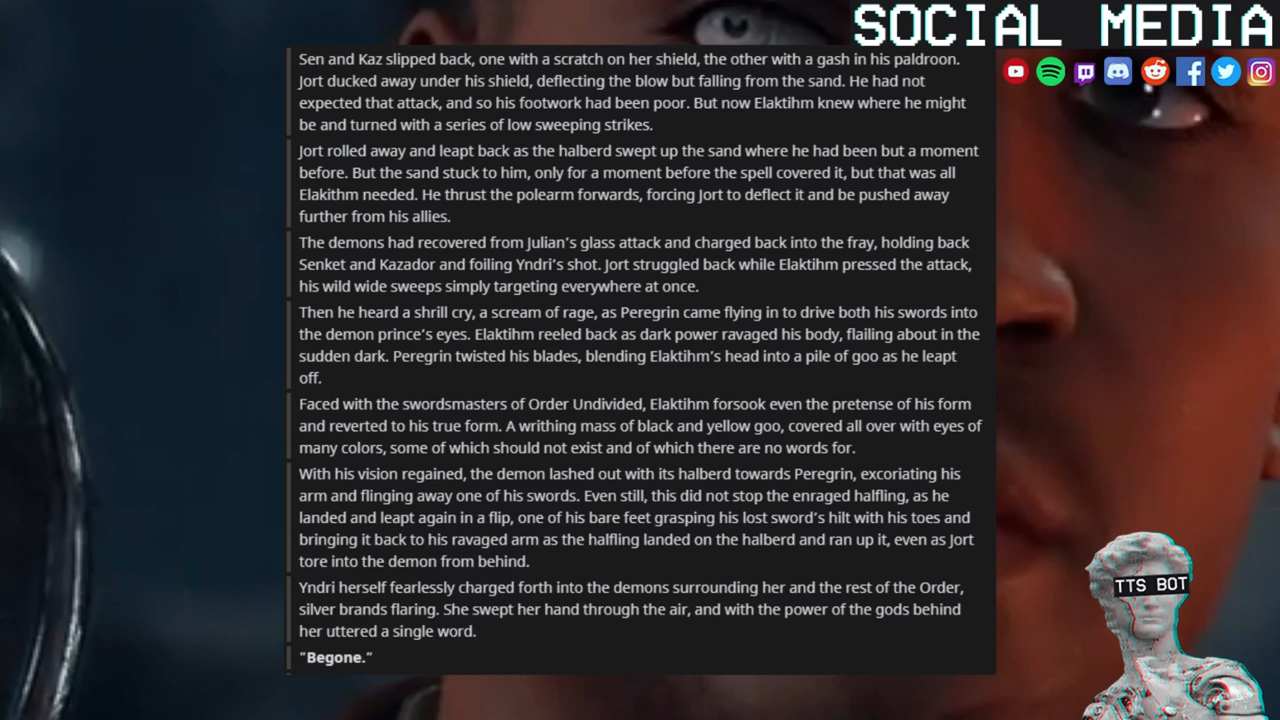 SOCIAL MEDIA
Sen and Kaz slipped back, one with a scratch on her shield, the other with a gash in his paldroon.
Jort ducked away under his shield, deflecting the blow but falling from the sand. He had not
expected that attack, and so his footwork had been poor. But now Elaktihm knew where he might
be and turned with a series of low sweeping strikes.
Jort rolled away and leapt back as the halberd swept up the sand where he had been but a moment
before. But the sand stuck to him, only for a moment before the spell covered it, but that was all
Elakithm needed. He thrust the polearm forwards, forcing Jort to deflect it and be pushed away
further from his allies.
The demons had recovered from Julian's glass attack and charged back into the fray, holding back
Senket and Kazador and foiling Yndri's shot. Jort struggled back while Elaktihm pressed the attack,
his wild wide sweeps simply targeting everywhere at once.
Then he heard a shrill cry, a scream of rage, as Peregrin came flying in to drive both his swords into
the demon prince's eyes. Elaktihm reeled back as dark power ravaged his body, flailing about in the
sudden dark. Peregrin twisted his blades, blending Elaktihm's head into a pile of goo as he leapt
off.
Faced with the swordsmasters of Order Undivided, Elaktihm forsook even the pretense of his form
and reverted to his true form. A writhing mass of black and yellow goo, covered all over with eyes of
many colors, some of which should not exist and of which there are no words for.
With his vision regained, the demon lashed out with its halberd towards Peregrin, excoriating his
arm and flinging away one of his swords. Even still, this did not stop the enraged halfling, as he
landed and leapt again in a flip, one of his bare feet grasping his lost sword's hilt with his toes and
bringing it back to his ravaged arm as the halfling landed on the halberd and ran up it, even as Jort
tore into the demon from behind.
Yndri herself fearlessly charged forth into the demons surrounding her and the rest of the Order,
silver brands flaring. She swept her hand through the air, and with the power of the gods behind
her uttered a single word.
"Begone."
TTS BOT